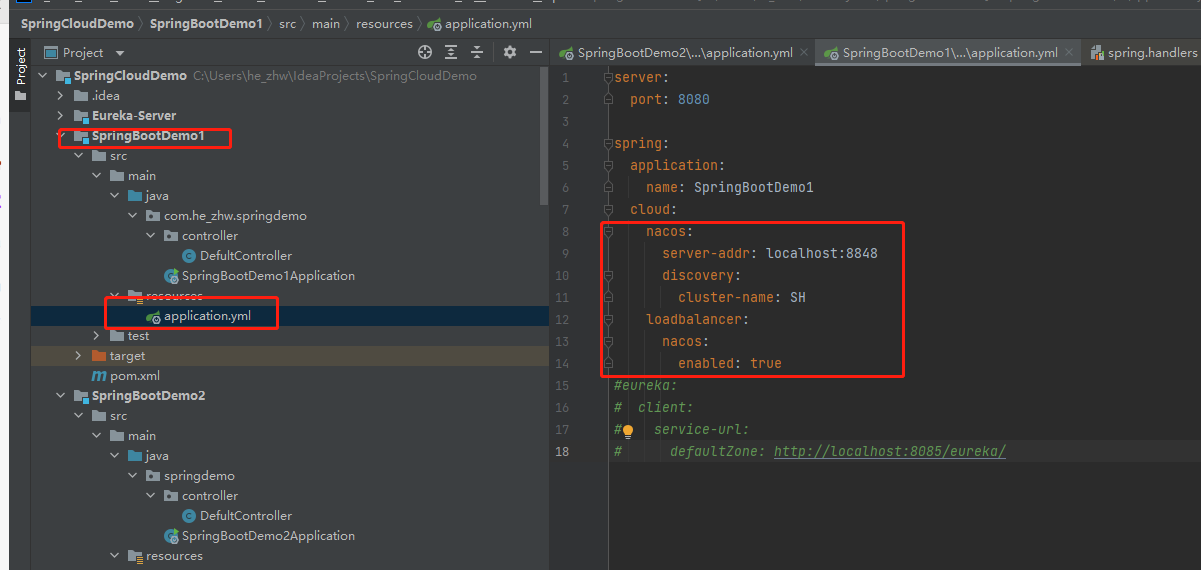 SpringCloudDemo > SpringBootDemo1 > src > main > resources > application.yml
Project
Project
SpringCloudDemo C:\Users\he_zhw\IdeaProjects\SpringCloudDemo
.idea
Eureka-Server
SpringBootDemo1
src
main
java
com.he_zhw.springdemo
controller
DefultController
SpringBootDemo1Application
resources
application.yml
test
target
pom.xml
SpringBootDemo2
src
main
java
springdemo
controller
DefultController
SpringBootDemo2Application
resources
SpringBootDemo2\...\application.yml
SpringBootDemo1\...\application.yml
spring.handlers
1 server:
2 port: 8080
3
4 spring:
5 application:
6 name: SpringBootDemo1
7 cloud:
8 nacos:
9 server-addr: localhost:8848
10 discovery:
11 cluster-name: SH
12 loadbalancer:
13 nacos:
14 enabled: true
15 #eureka:
16 # client:
17 # service-url:
18 # defaultZone: http://localhost:8085/eureka/